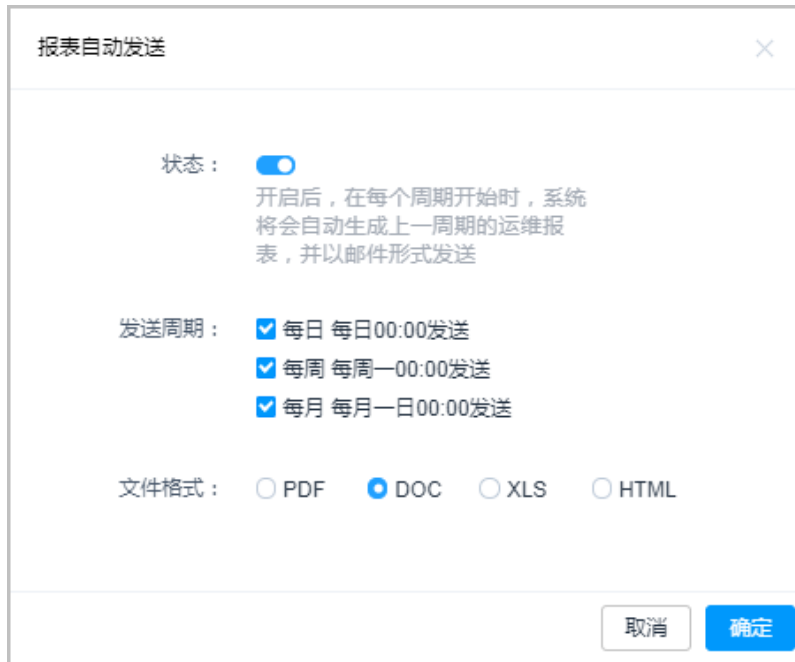 报表自动发送
状态：
开启后，在每个周期开始时，系统
将会自动生成上一周期的运维报
表，并以邮件形式发送
发送周期： 每日 每日00:00发送
每周 每周一00:00发送
每月 每月一日00:00发送
文件格式： PDF DOC XLS HTML
取消 确定